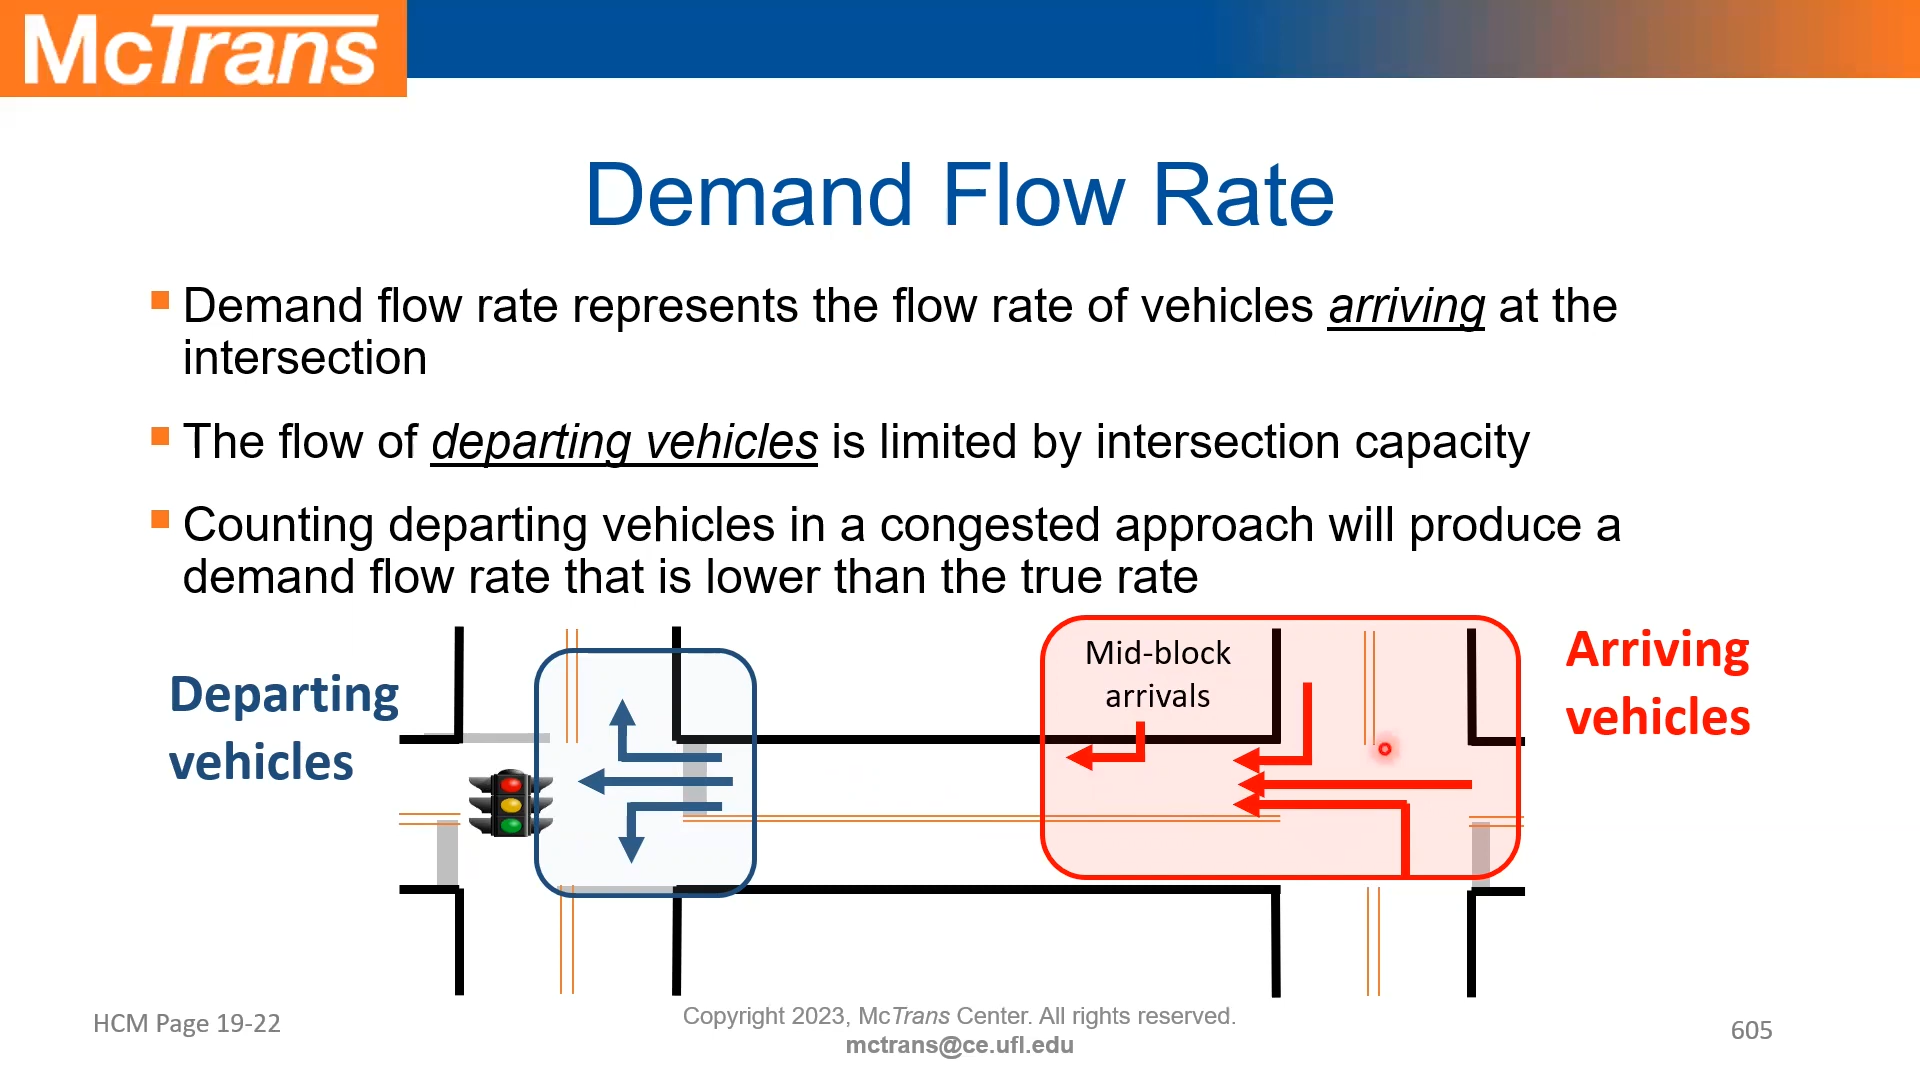 McTrans
Demand Flow Rate
Demand flow rate represents the flow rate of vehicles arriving at the
intersection
The flow of departing vehicles is limited by intersection capacity
Counting departing vehicles in a congested approach will produce a
demand flow rate that is lower than the true rate
Departing
vehicles
Mid-block
arrivals
Arriving
vehicles
HCM Page 19-22
Copyright 2023, McTrans Center. All rights reserved.
mctrans@ce.ufl.edu
605